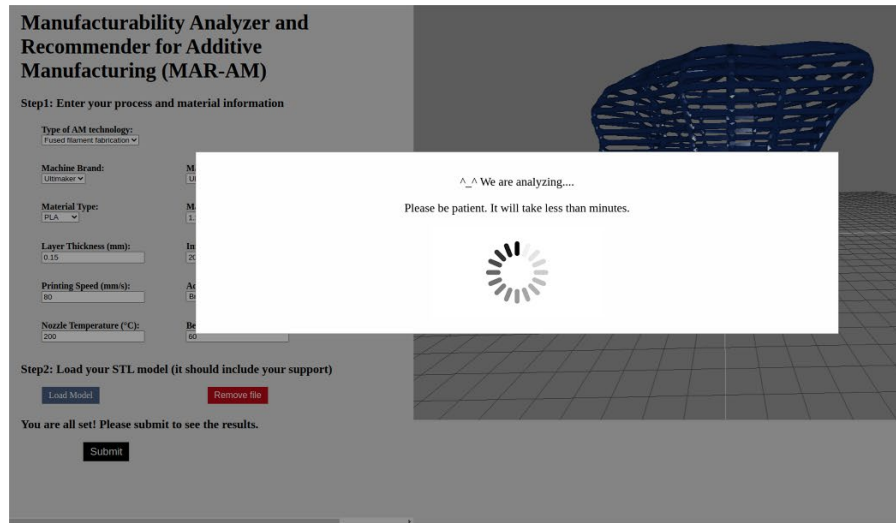 Manufacturability Analyzer and
Recommender for Additive
Manufacturing (MAR-AM)
Step1: Enter your process and material information
Type of AM technology:
Fused filament fabrication
Machine Brand:
Ultimaker
Material Type:
PLA
Layer Thickness (mm):
0.15
Printing Speed (mm/s):
80
Nozzle Temperature (°C):
200
60
^_^ We are analyzing....
Please be patient. It will take less than minutes.
Step2: Load your STL model (it should include your support)
Load Model Remove file
You are all set! Please submit to see the results.
Submit